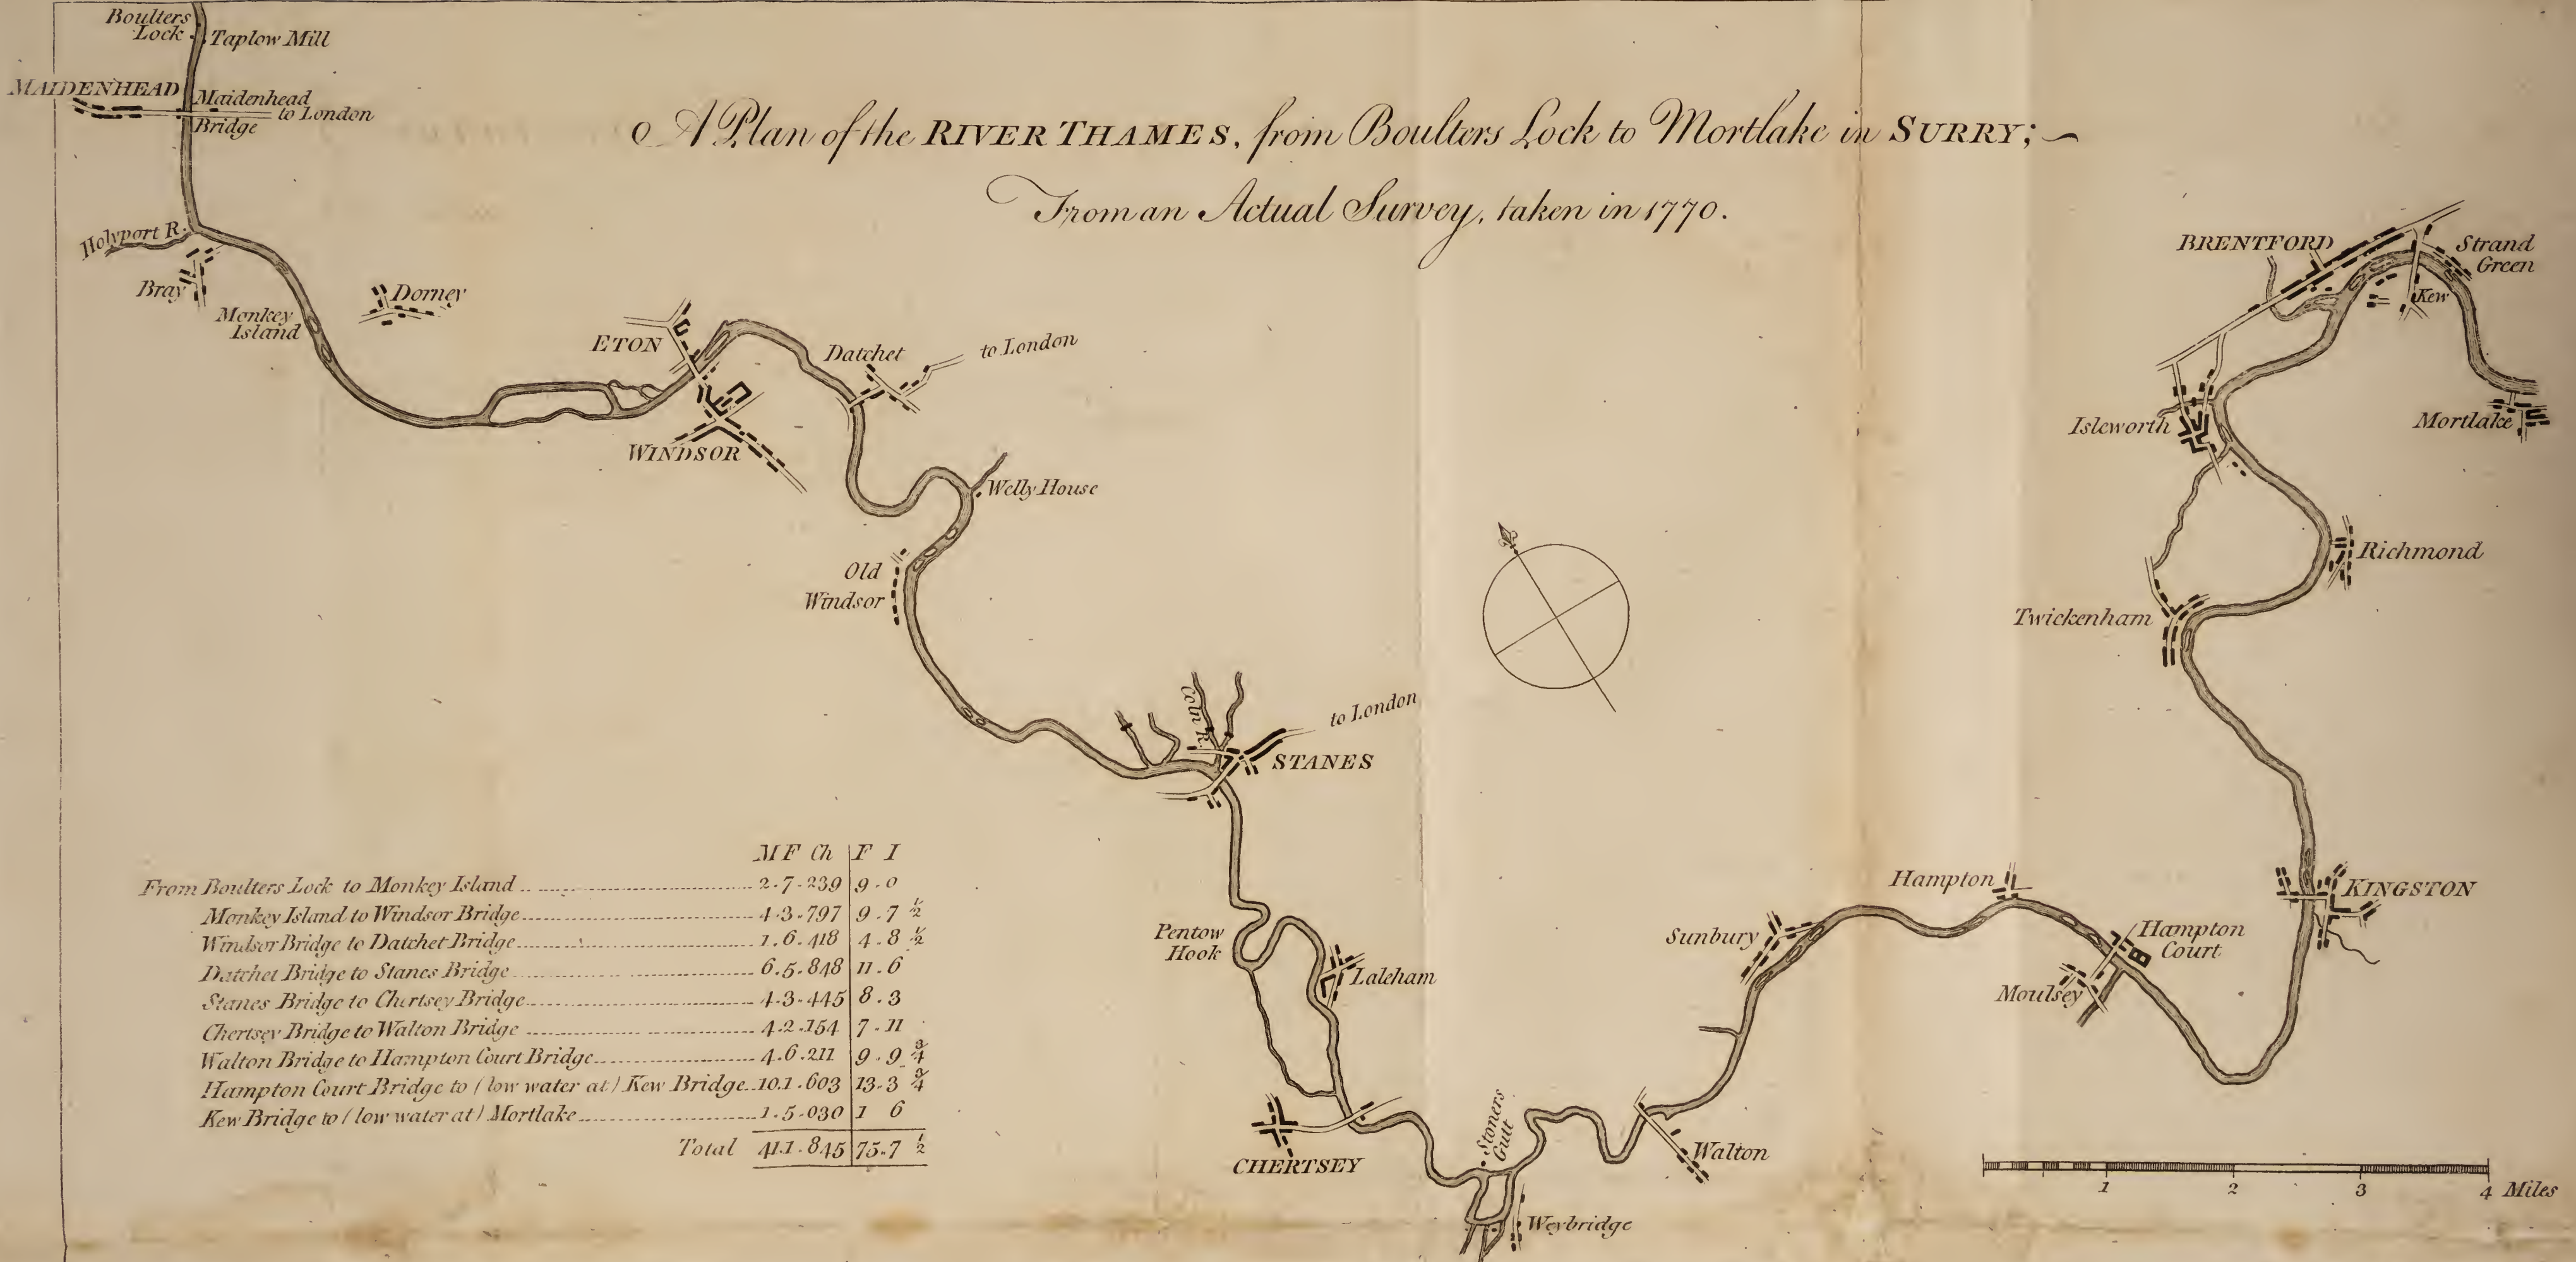 A Plan of the RIVER THAMES, from Boulters Lock to Mortlake in SURRY;
From an Actual Survey, taken in 1770.
Boulters
Lock
Taplow Mill
MAIDENHEAD
Maidenhead
Bridge
to London
Holyport R.
Bray
Monkey
Island
Dorney
ETON
WINDSOR
Datchet
to London
Welly House
Old
Windsor
Coln R.
to London
STANES
Pentow
Hook
Laleham
CHERTSEY
Stoners
Gutt
Weybridge
Walton
Sunbury
Hampton
Hampton
Court
Moulsey
KINGSTON
Twickenham
Richmond
Isleworth
BRENTFORD
Strand
Green
Kew
Mortlake
M F Ch F I
From Boulters Lock to Monkey Island 2.7.239 9.0
Monkey Island to Windsor Bridge 4.3.797 9.7 1/2
Windsor Bridge to Datchet Bridge 1.6.418 4.8 1/2
Datchet Bridge to Stanes Bridge 6.5.848 11.6
Stanes Bridge to Chertsey Bridge 4.3.445 8.3
Chertsey Bridge to Walton Bridge 4.2.154 7.11
Walton Bridge to Hampton Court Bridge 4.6.211 9.9 3/4
Hampton Court Bridge to (low water at) Kew Bridge 10.1.603 13.3 3/4
Kew Bridge to (low water at) Mortlake 1.5.030 1 6
Total 41.1.845 75.7 1/2
1 2 3 4 Miles